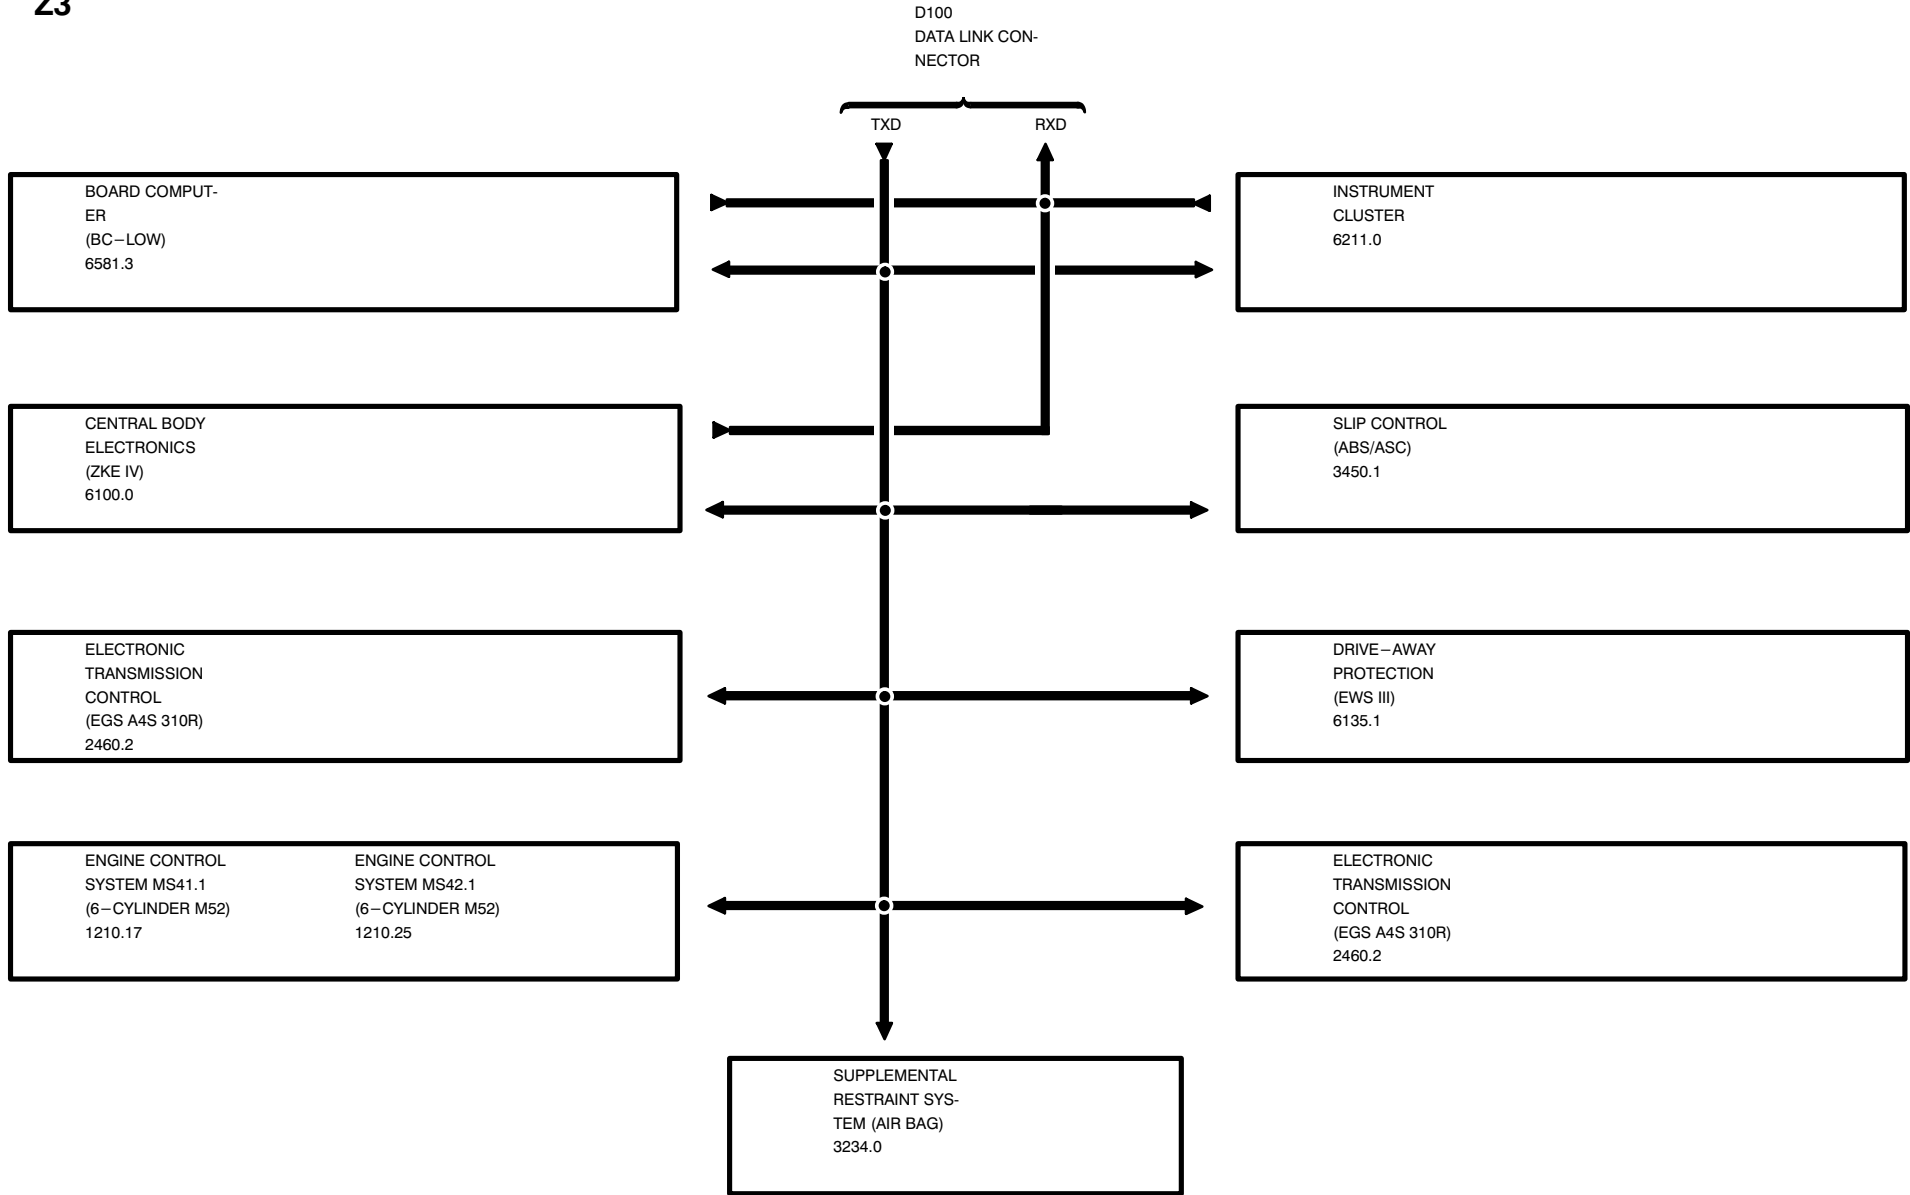 Z3
D100
DATA LINK CON-
NECTOR
TXD
RXD
BOARD COMPUT-
ER
(BC−LOW)
6581.3
INSTRUMENT
CLUSTER
6211.0
CENTRAL BODY
ELECTRONICS
(ZKE IV)
6100.0
SLIP CONTROL
(ABS/ASC)
3450.1
ELECTRONIC
TRANSMISSION
CONTROL
(EGS A4S 310R)
2460.2
DRIVE−AWAY
PROTECTION
(EWS III)
6135.1
ENGINE CONTROL
SYSTEM MS41.1
(6−CYLINDER M52)
1210.17
ENGINE CONTROL
SYSTEM MS42.1
(6−CYLINDER M52)
1210.25
ELECTRONIC
TRANSMISSION
CONTROL
(EGS A4S 310R)
2460.2
SUPPLEMENTAL
RESTRAINT SYS-
TEM (AIR BAG)
3234.0